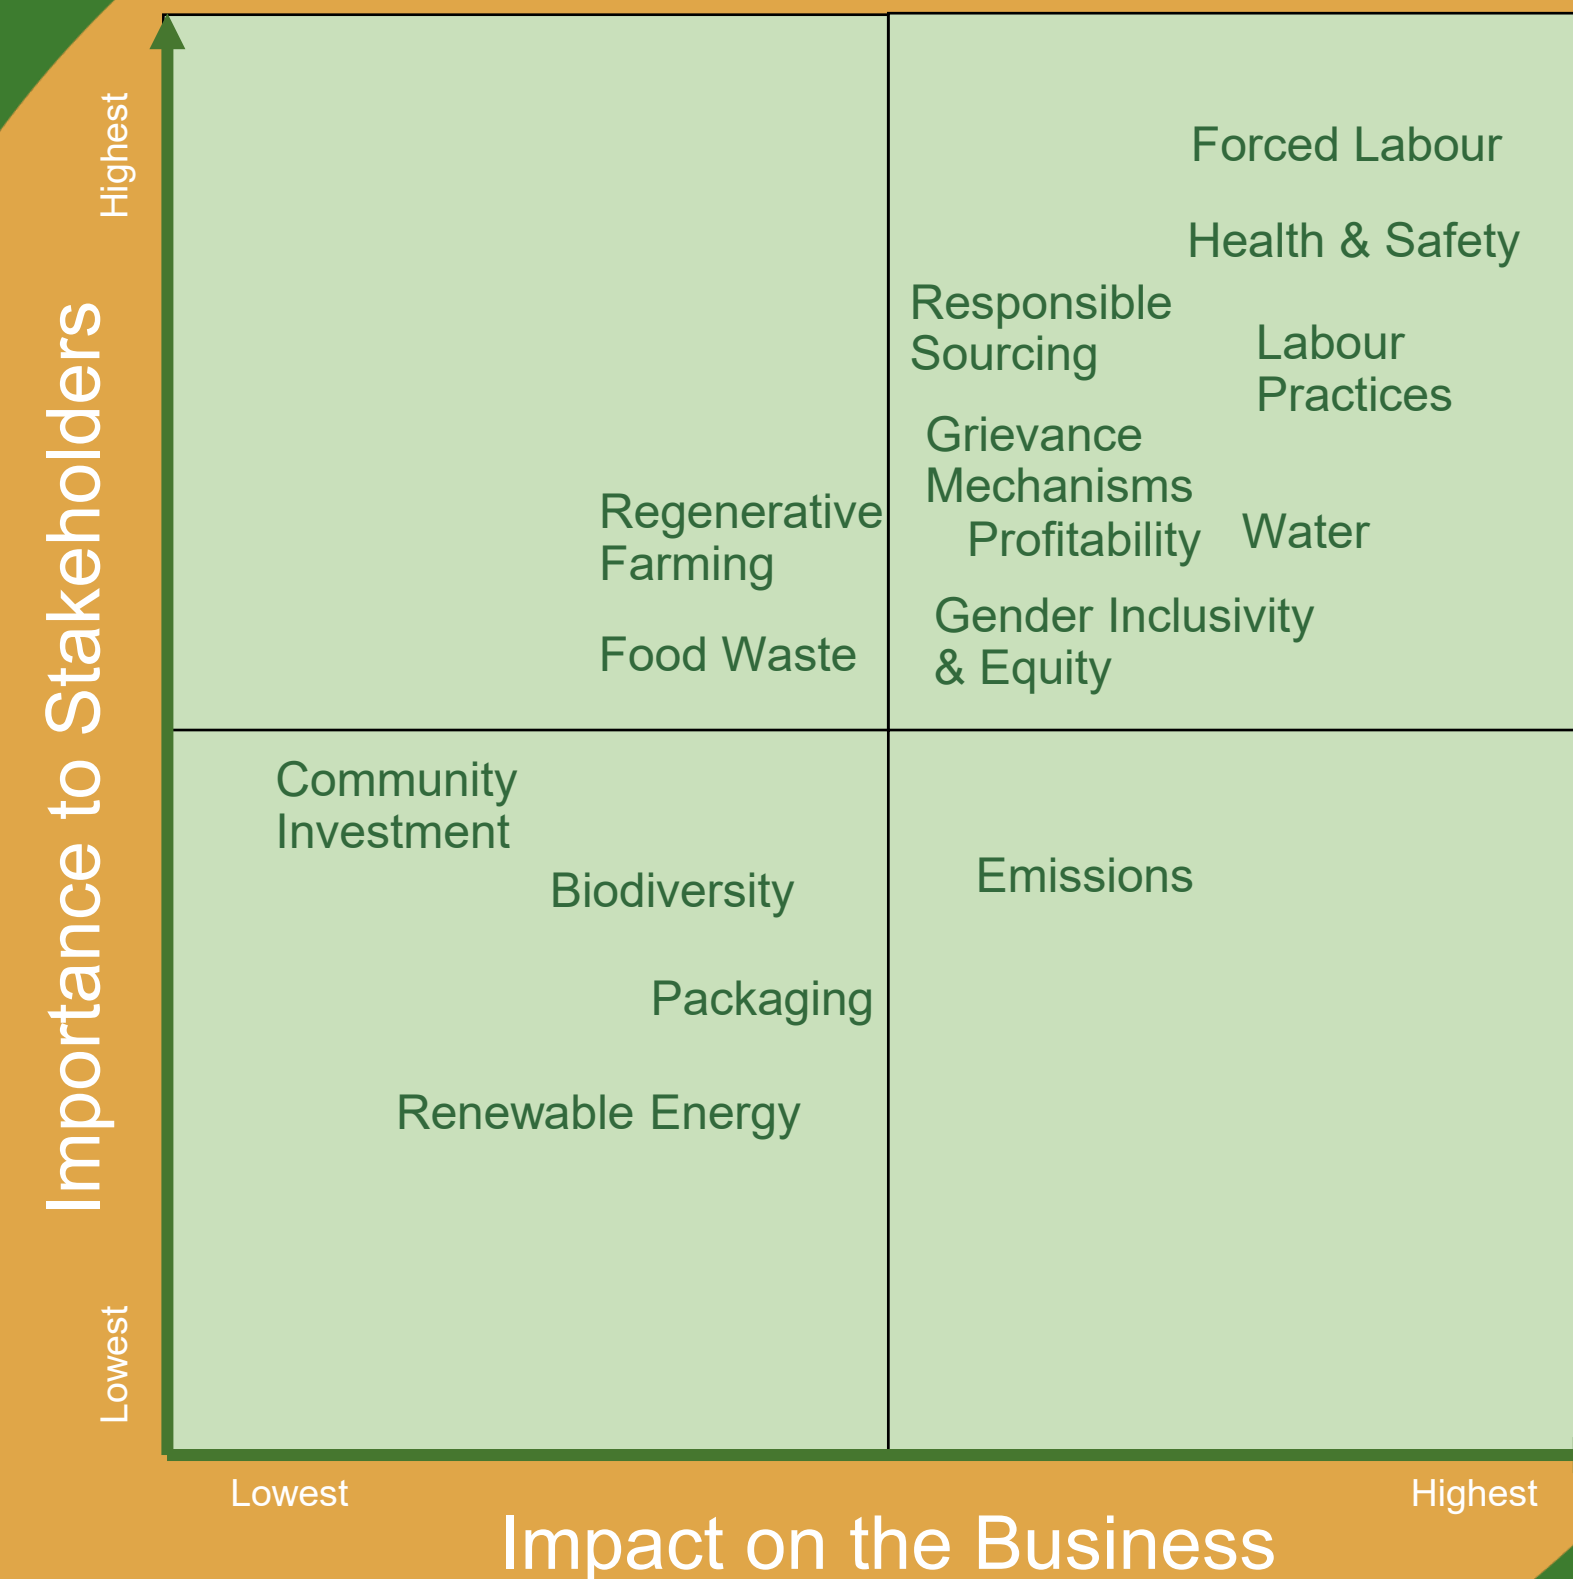 Highest
Importance to Stakeholders
Lowest
Forced Labour
Health & Safety
Responsible
Sourcing
Labour
Practices
Grievance
Mechanisms
Regenerative
Farming
Profitability
Water
Gender Inclusivity
& Equity
Food Waste
Community
Investment
Biodiversity
Emissions
Packaging
Renewable Energy
Lowest
Highest
Impact on the Business